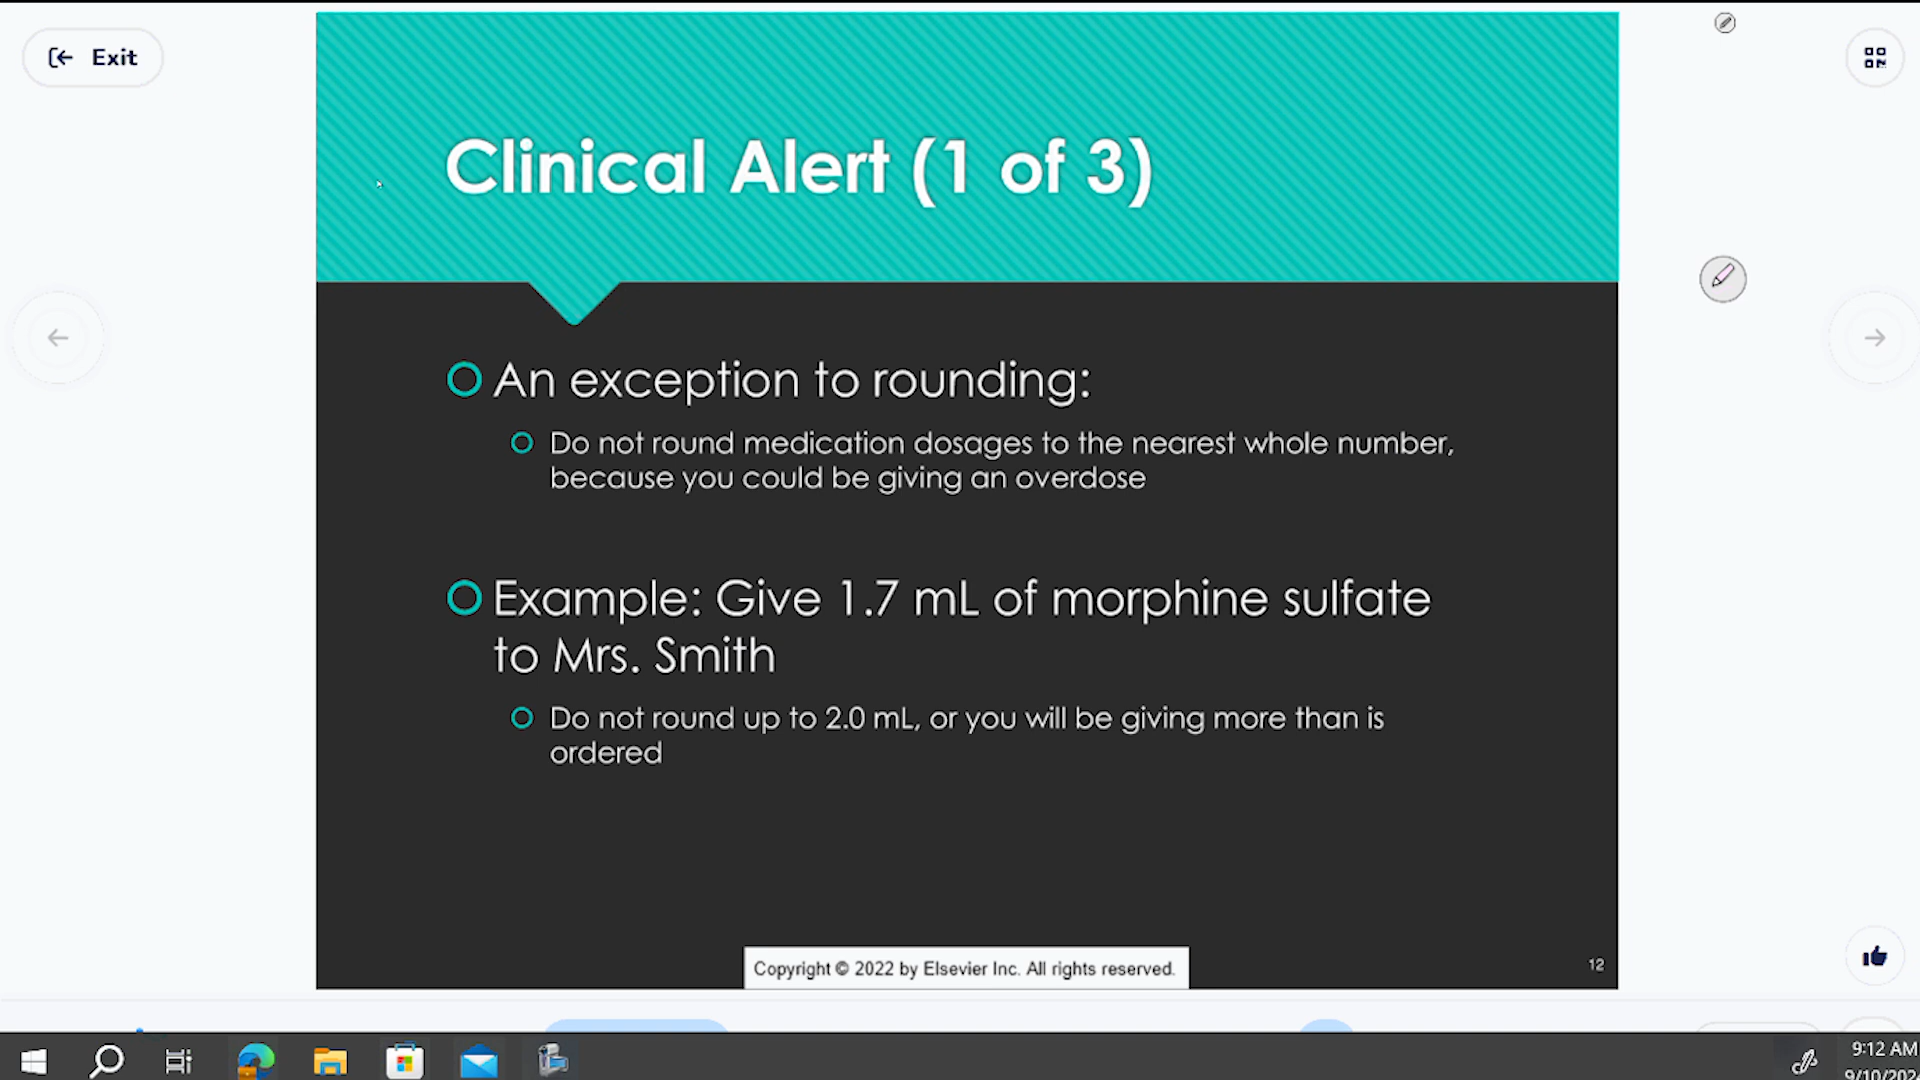 Exit
Clinical Alert (1 of 3)
An exception to rounding:
Do not round medication dosages to the nearest whole number,
because you could be giving an overdose
Example: Give 1.7 mL of morphine sulfate
to Mrs. Smith
Do not round up to 2.0 mL, or you will be giving more than is
ordered
Copyright © 2022 by Elsevier Inc. All rights reserved.
12
9:12 AM
9/10/202